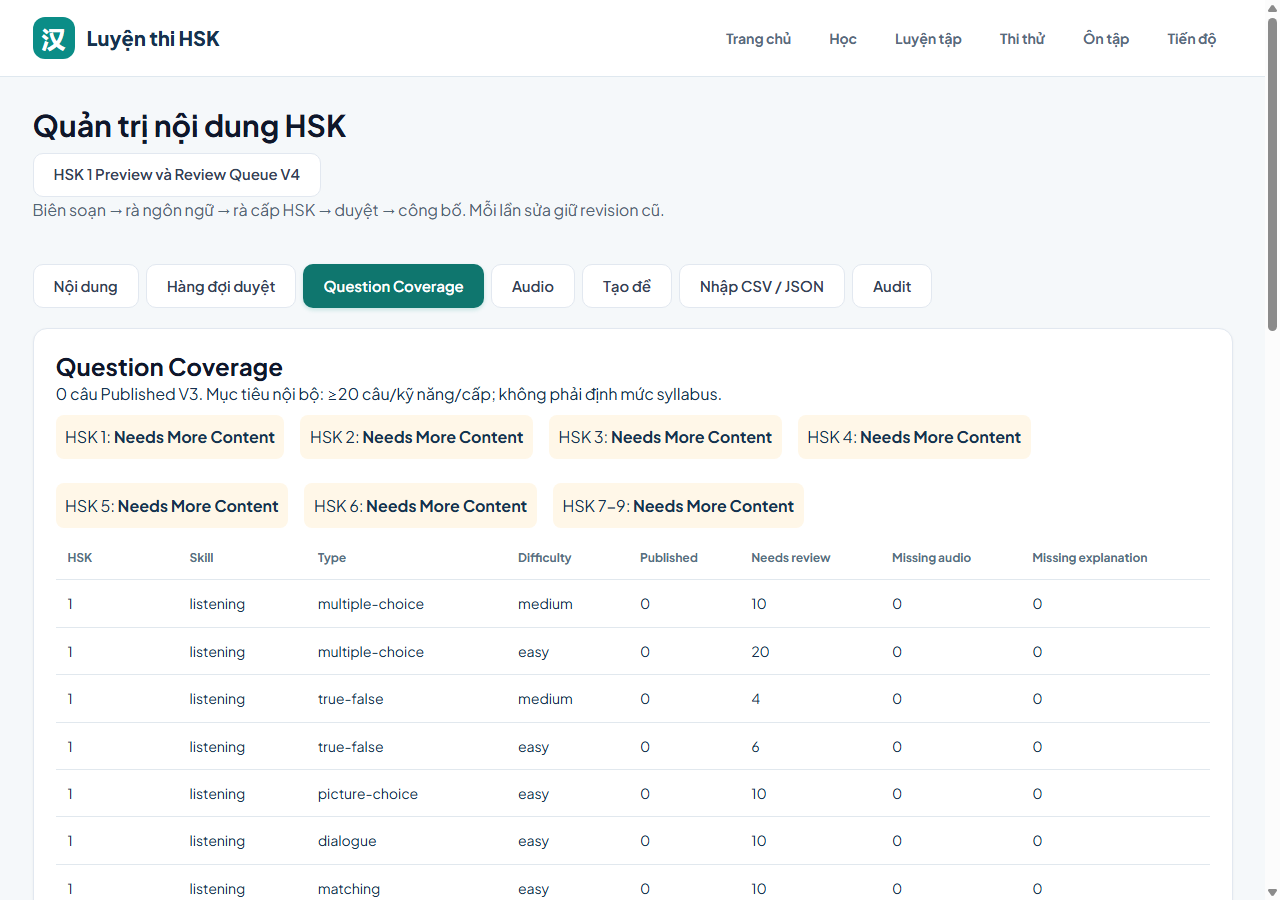 汉 Luyện thi HSK Trang chủ Học Luyện tập Thi thử Ôn tập Tiến độ
Quản trị nội dung HSK
HSK 1 Preview và Review Queue V4
Biên soạn → rà ngôn ngữ → rà cấp HSK → duyệt → công bố. Mỗi lần sửa giữ revision cũ.
Nội dung Hàng đợi duyệt Question Coverage Audio Tạo đề Nhập CSV / JSON Audit
Question Coverage
0 câu Published V3. Mục tiêu nội bộ: ≥20 câu/kỹ năng/cấp; không phải định mức syllabus.
HSK 1: Needs More Content HSK 2: Needs More Content HSK 3: Needs More Content HSK 4: Needs More Content
HSK 5: Needs More Content HSK 6: Needs More Content HSK 7–9: Needs More Content
HSK Skill Type Difficulty Published Needs review Missing audio Missing explanation
1 listening multiple-choice medium 0 10 0 0
1 listening multiple-choice easy 0 20 0 0
1 listening true-false medium 0 4 0 0
1 listening true-false easy 0 6 0 0
1 listening picture-choice easy 0 10 0 0
1 listening dialogue easy 0 10 0 0
1 listening matching easy 0 10 0 0